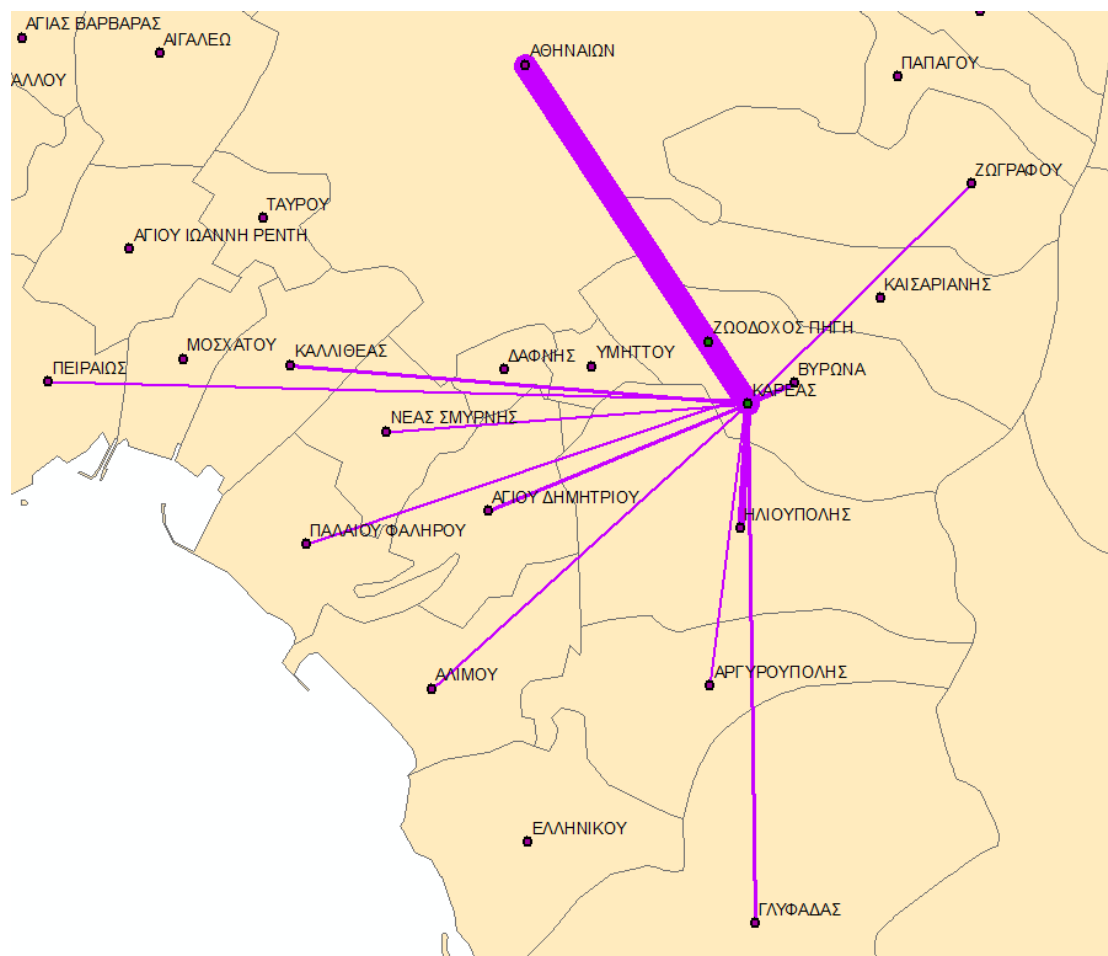 ΑΓΙΑΣ ΒΑΡΒΑΡΑΣ
ΑΙΓΑΛΕΩ
ΑΘΗΝΑΙΩΝ
ΠΑΠΑΓΟΥ
ΑΛΛΟΥ
ΖΩΓΡΑΦΟΥ
ΤΑΥΡΟΥ
ΑΓΙΟΥ ΙΩΑΝΝΗ ΡΕΝΤΗ
ΚΑΙΣΑΡΙΑΝΗΣ
ΖΩΟΔΟΧΟΣ ΠΗΓΗ
ΜΟΣΧΑΤΟΥ
ΚΑΛΛΙΘΕΑΣ
ΔΑΦΝΗΣ
ΥΜΗΤΤΟΥ
ΠΕΙΡΑΙΩΣ
ΒΥΡΩΝΑ
ΚΑΡΕΑΣ
ΝΕΑΣ ΣΜΥΡΝΗΣ
ΑΓΙΟΥ ΔΗΜΗΤΡΙΟΥ
ΗΛΙΟΥΠΟΛΗΣ
ΠΑΛΑΙΟΥ ΦΑΛΗΡΟΥ
ΑΛΙΜΟΥ
ΑΡΓΥΡΟΥΠΟΛΗΣ
ΕΛΛΗΝΙΚΟΥ
ΓΛΥΦΑΔΑΣ